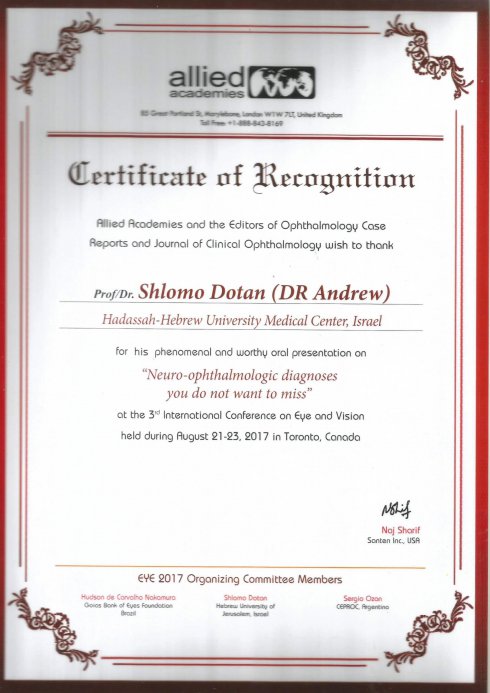 allied
academies
85 Great Portland St, Marylebone, London W1W 7LT, United Kingdom
Toll Free: +1-888-843-8169
Certificate of Recognition
Allied Academies and the Editors of Ophthalmology Case
Reports and Journal of Clinical Ophthalmology wish to thank
Prof/Dr. Shlomo Dotan (DR Andrew)
Hadassah-Hebrew University Medical Center, Israel
for his phenomenal and worthy oral presentation on
“Neuro-ophthalmologic diagnoses
you do not want to miss”
at the 3rd International Conference on Eye and Vision
held during August 21-23, 2017 in Toronto, Canada
Naj Sharif
Santen Inc., USA
EYE 2017 Organizing Committee Members
Hudson de Carvalho Nakamura
Goias Bank of Eyes Foundation
Brazil
Shlomo Dotan
Hebrew University of
Jerusalem, Israel
Sergio Ozan
CEPROC, Argentina